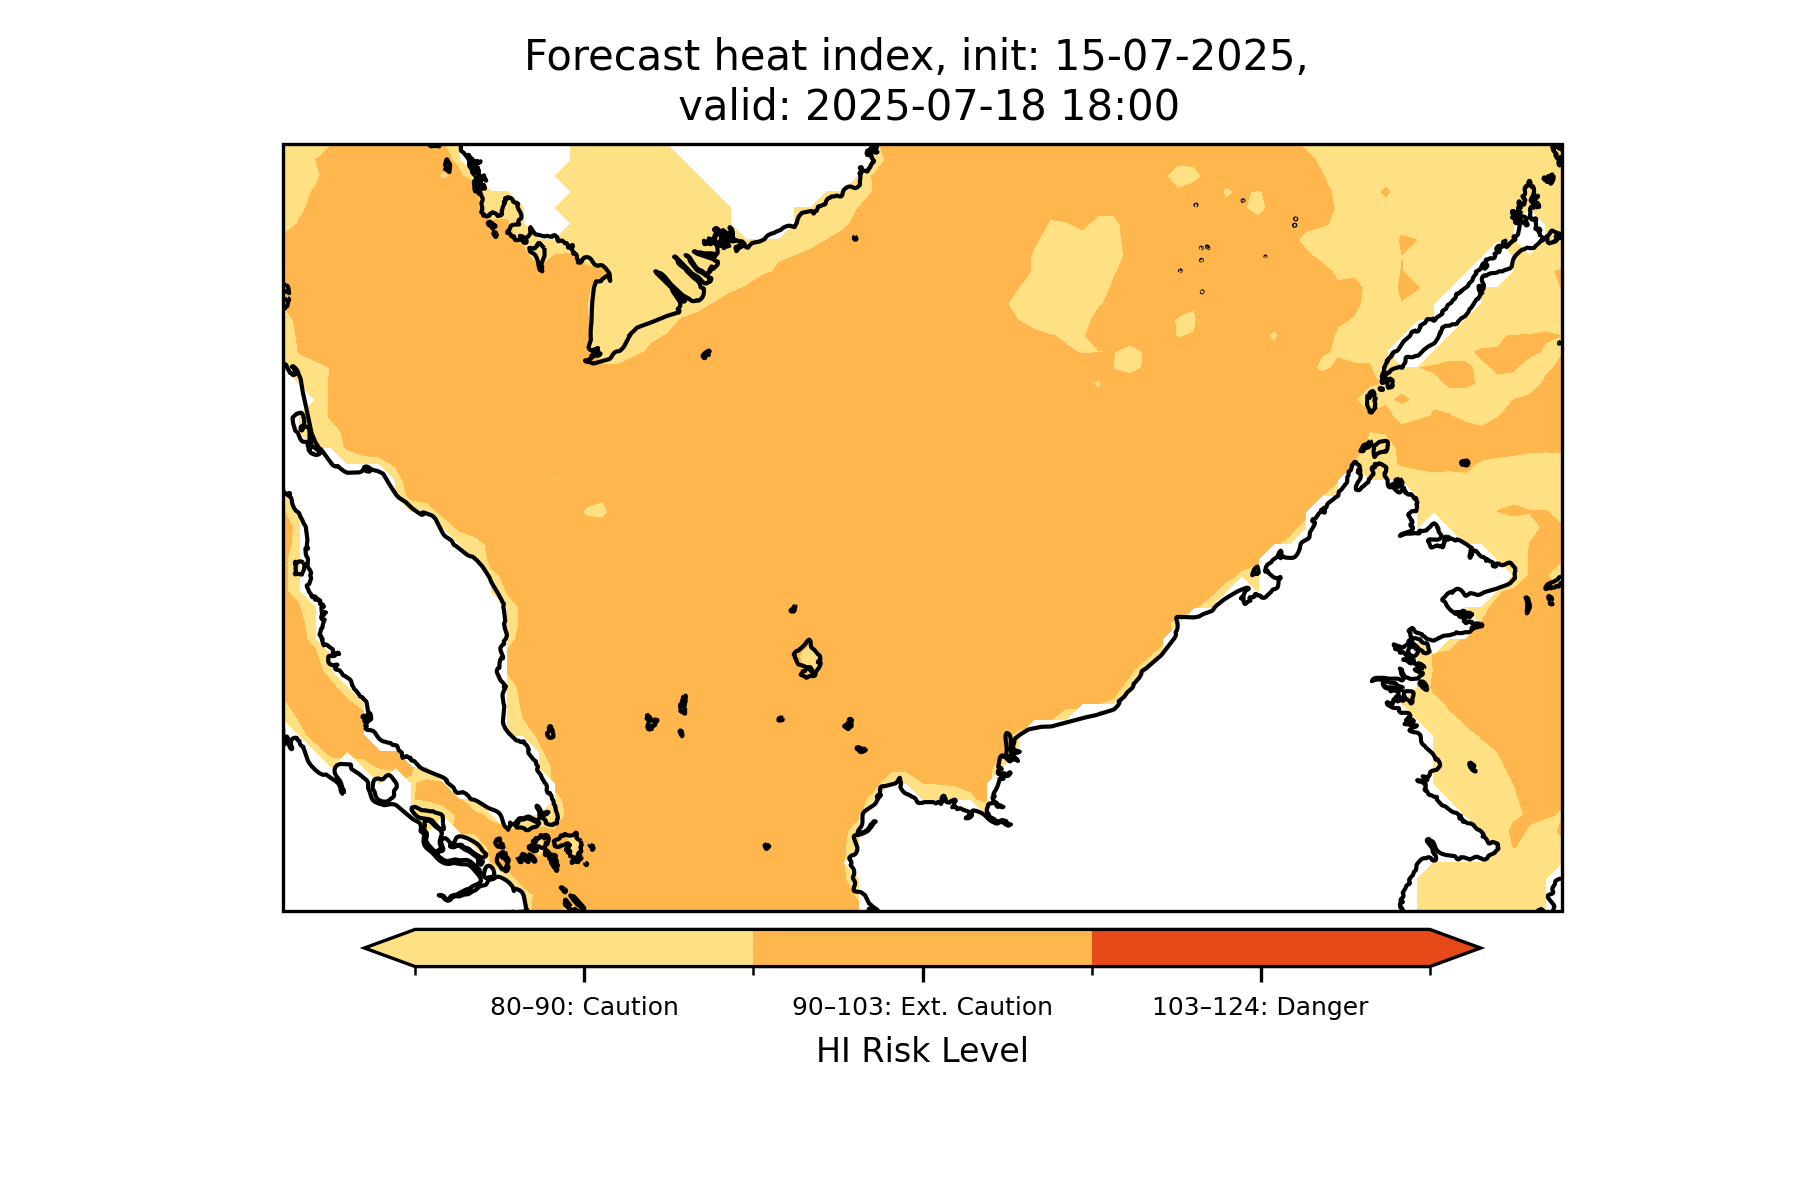 Forecast heat index, init: 15-07-2025,
valid: 2025-07-18 18:00
80–90: Caution
90–103: Ext. Caution
103–124: Danger
HI Risk Level